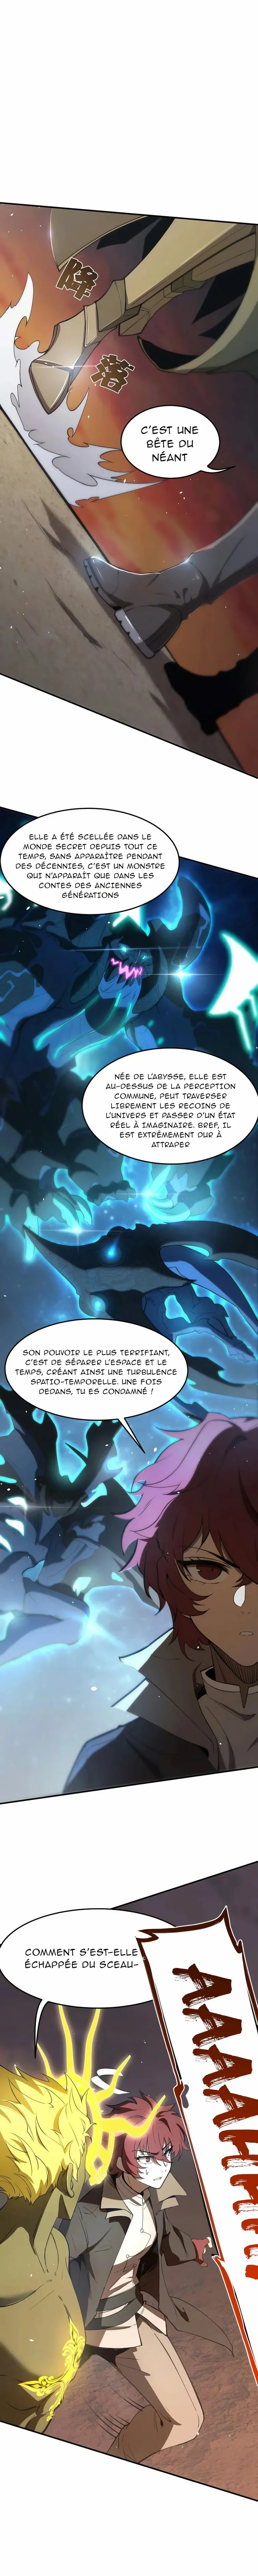 降
落
C'EST UNE
BÊTE DU
NÉANT
ELLE A ÉTÉ SCELLÉE DANS LE
MONDE SECRET DEPUIS TOUT CE
TEMPS, SANS APPARAÎTRE PENDANT
DES DÉCENNIES, C'EST UN MONSTRE
QUI N'APPARAÎT QUE DANS LES
CONTES DES ANCIENNES
GÉNÉRATIONS
NÉE DE L'ABYSSE, ELLE EST
AU-DESSUS DE LA PERCEPTION
COMMUNE, PEUT TRAVERSER
LIBREMENT LES RECOINS DE
L'UNIVERS ET PASSER D'UN ÉTAT
RÉEL À IMAGINAIRE. BREF, IL
EST EXTRÊMEMENT DUR À
ATTRAPER
SON POUVOIR LE PLUS TERRIFIANT,
C'EST DE SÉPARER L'ESPACE ET LE
TEMPS, CRÉANT AINSI UNE TURBULENCE
SPATIO-TEMPORELLE. UNE FOIS
DEDANS, TU ES CONDAMNÉ !
COMMENT S'EST-ELLE
ÉCHAPPÉE DU SCEAU-